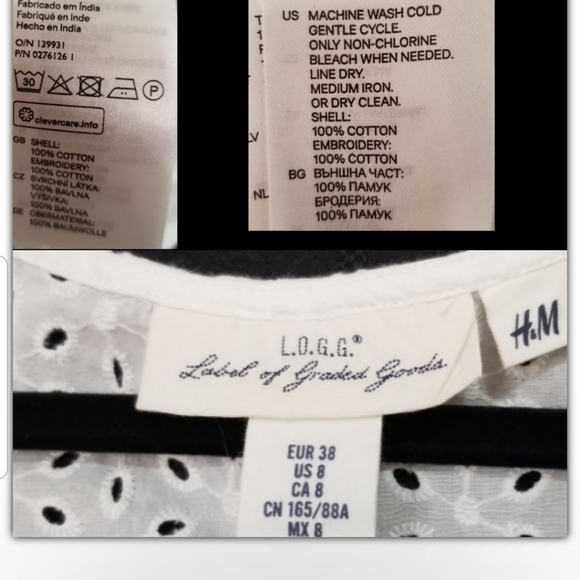 Fabricado em Índia
Fabriqué en Inde
Hecho en India
O/N 139931
P/N 0276126 1
30
P
clevercare.info
GB SHELL:
100% COTTON
EMBROIDERY:
100% COTTON
CZ SVRCHNÍ LÁTKA:
100% BAVLNA
VÝŠIVKA:
100% BAVLNA
DE OBERMATERIAL:
100% BAUMWOLLE
US MACHINE WASH COLD
GENTLE CYCLE.
ONLY NON-CHLORINE
BLEACH WHEN NEEDED.
LINE DRY.
MEDIUM IRON.
OR DRY CLEAN.
SHELL:
100% COTTON
EMBROIDERY:
100% COTTON
BG ВЪНШНА ЧАСТ:
100% ПАМУК
БРОДЕРИЯ:
100% ПАМУК
LV
NL
L.O.G.G.®
Label of Graded Goods
H&M
EUR 38
US 8
CA 8
CN 165/88A
MX 8